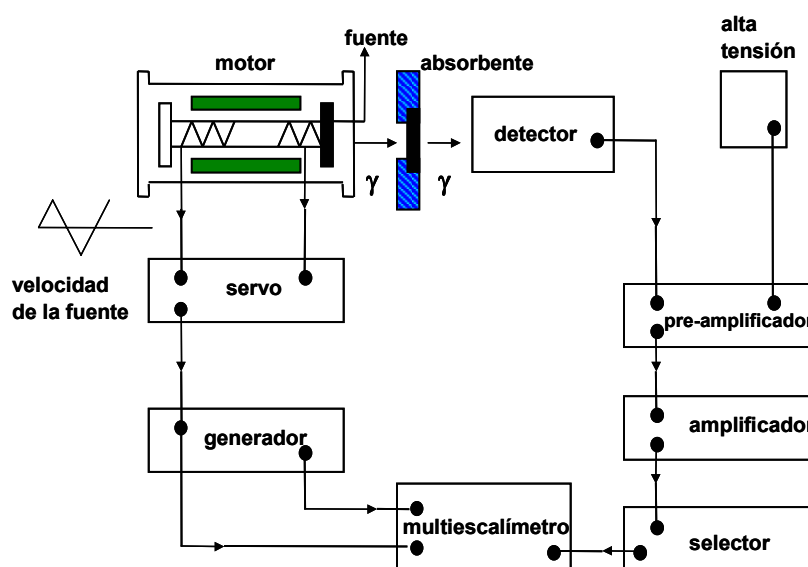 alta
tensión
fuente
motor
absorbente
detector
γ
γ
velocidad
de la fuente
servo
pre-amplificador
generador
amplificador
multiescalímetro
selector